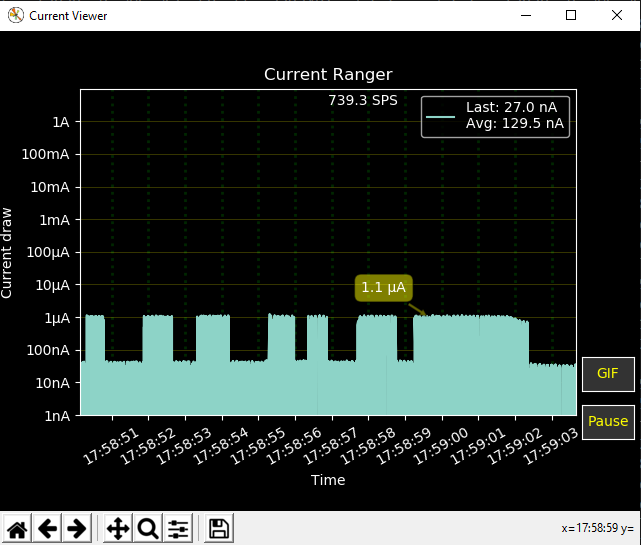 Current Viewer
Current Ranger
739.3 SPS
Last: 27.0 nA
Avg: 129.5 nA
1A
100mA
10mA
1mA
100µA
10µA
1µA
100nA
10nA
1nA
Current draw
1.1 µA
GIF
Pause
17:58:51
17:58:52
17:58:53
17:58:54
17:58:55
17:58:56
17:58:57
17:58:58
17:58:59
17:59:00
17:59:01
17:59:02
17:59:03
Time
x=17:58:59 y=